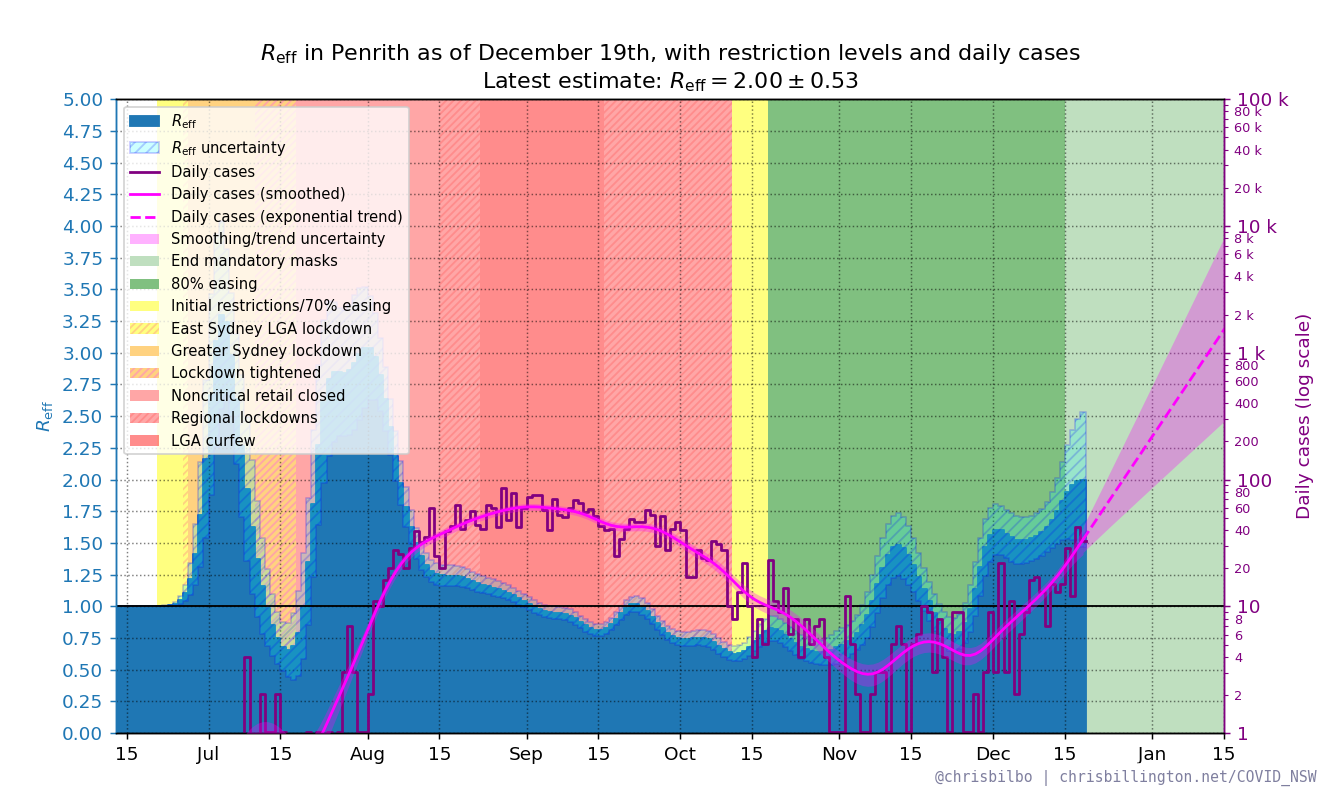 R_eff in Penrith as of December 19th, with restriction levels and daily cases
Latest estimate: R_eff = 2.00 ± 0.53
R_eff
R_eff uncertainty
Daily cases
Daily cases (smoothed)
Daily cases (exponential trend)
Smoothing/trend uncertainty
End mandatory masks
80% easing
Initial restrictions/70% easing
East Sydney LGA lockdown
Greater Sydney lockdown
Lockdown tightened
Noncritical retail closed
Regional lockdowns
LGA curfew
R_eff
5.00
4.75
4.50
4.25
4.00
3.75
3.50
3.25
3.00
2.75
2.50
2.25
2.00
1.75
1.50
1.25
1.00
0.75
0.50
0.25
0.00
15
Jul
15
Aug
15
Sep
15
Oct
15
Nov
15
Dec
15
Jan
15
100 k
80 k
60 k
40 k
20 k
10 k
8 k
6 k
4 k
2 k
1 k
800
600
400
200
100
80
60
40
20
10
8
6
4
2
1
Daily cases (log scale)
@chrisbilbo | chrisbillington.net/COVID_NSW